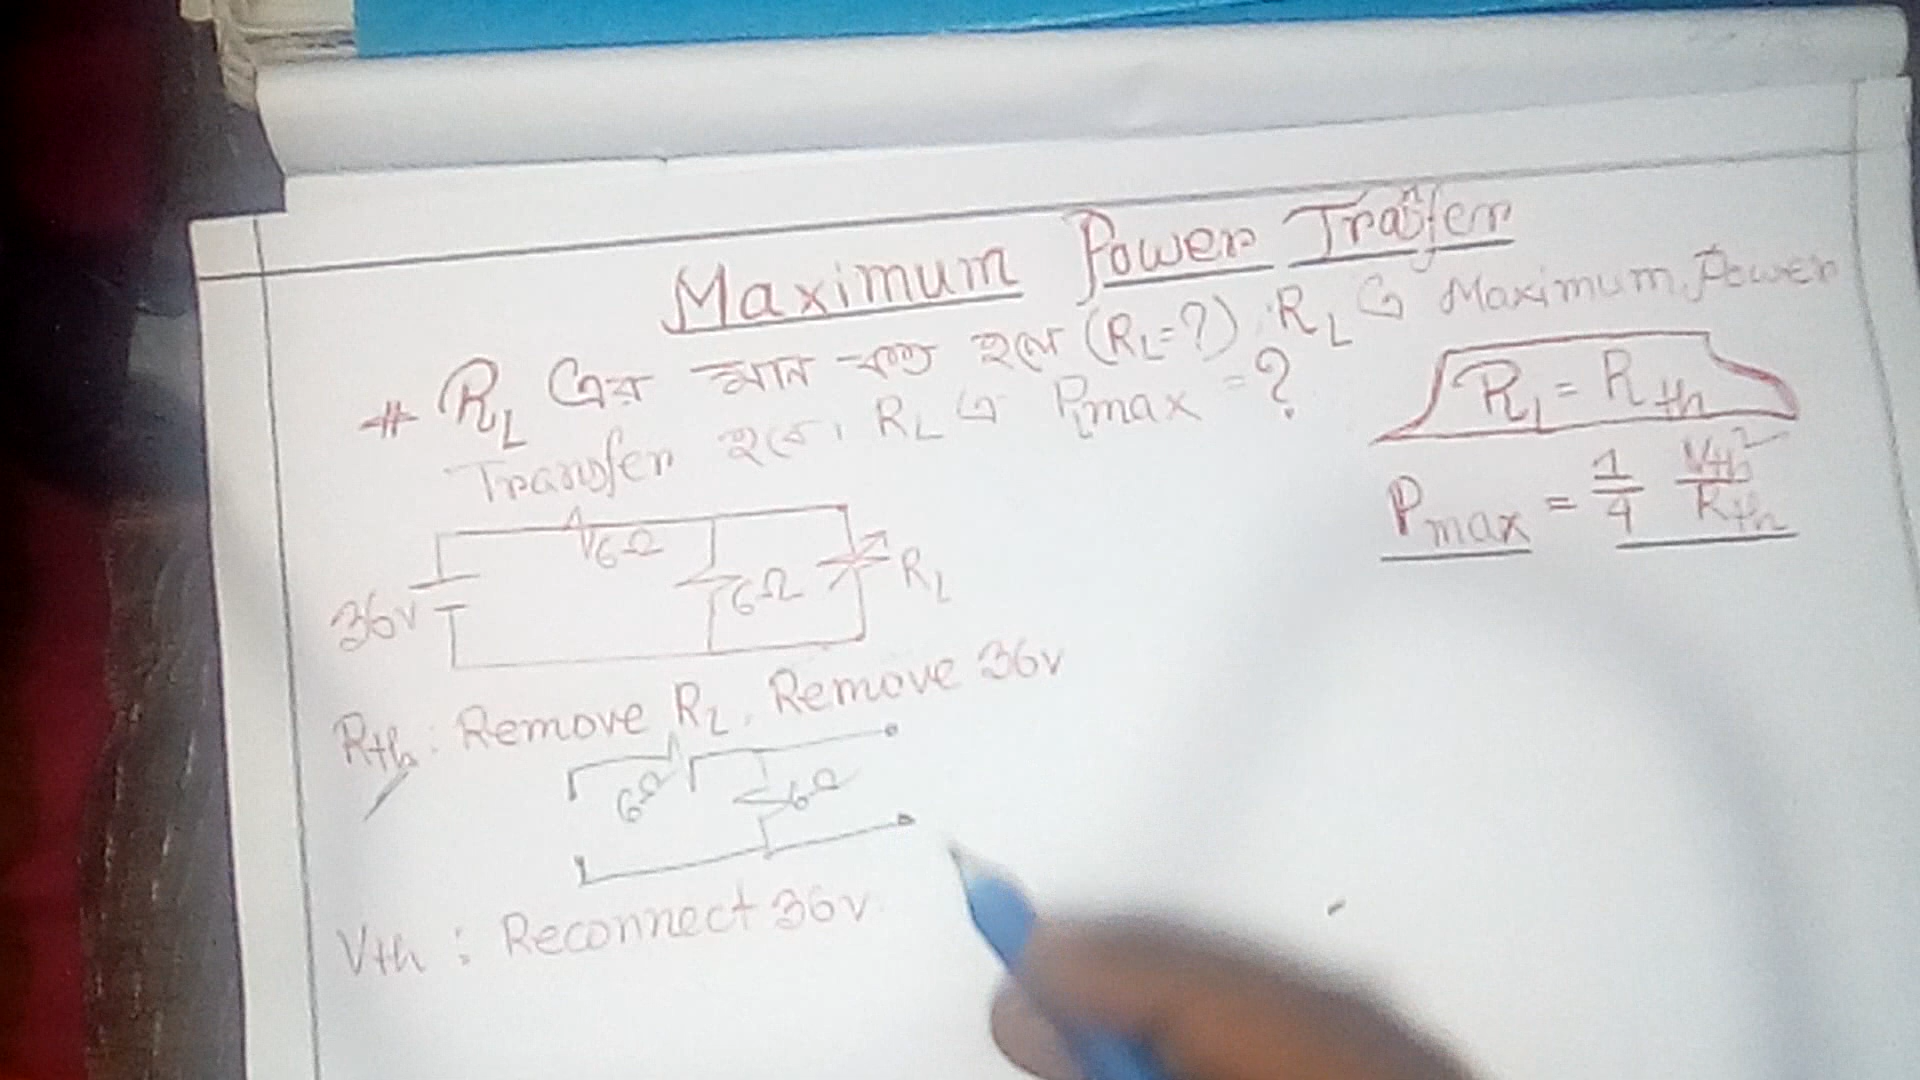 Maximum Power Transfer
# RL এর মান কত হলে (RL=?) RL এ Maximum Power
Transfer হবে। RL এ Pmax = ?
RL = Rth
Pmax = 1/4 Vth²/Rth
6Ω
36v
6Ω
RL
Rth : Remove RL, Remove 36v
6Ω
6Ω
Vth : Reconnect 36v